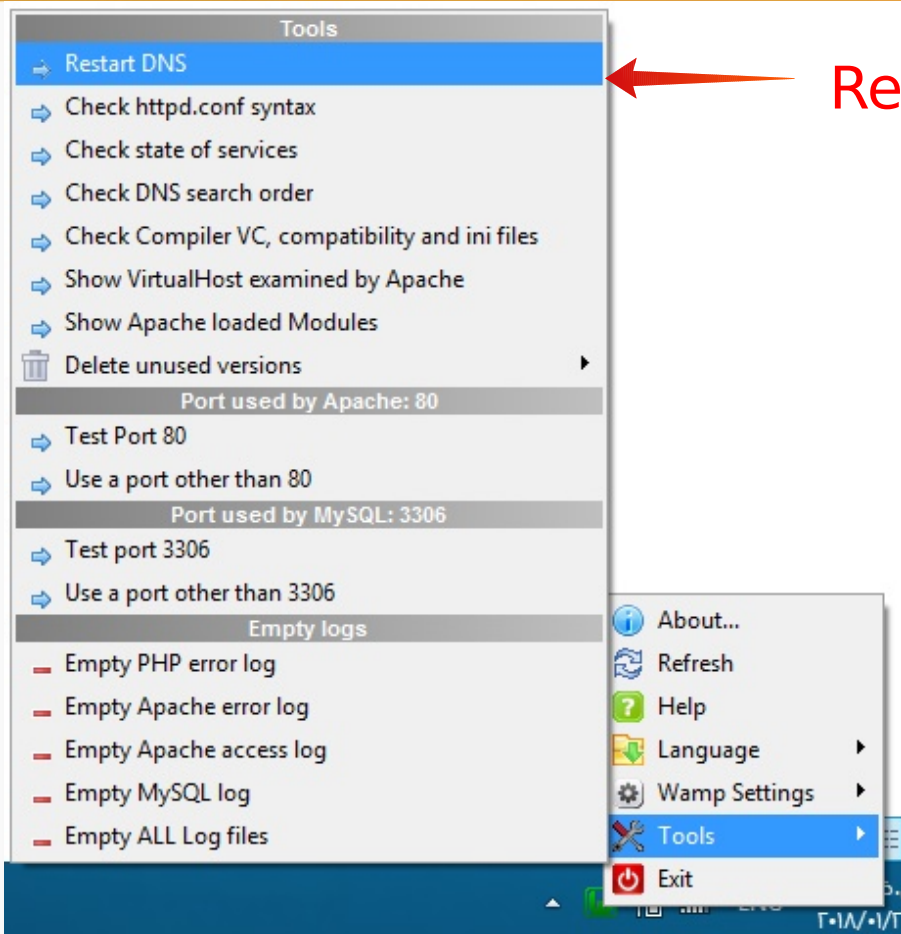 Tools
Restart DNS
Re
Check httpd.conf syntax
Check state of services
Check DNS search order
Check Compiler VC, compatibility and ini files
Show VirtualHost examined by Apache
Show Apache loaded Modules
Delete unused versions
Port used by Apache: 80
Test Port 80
Use a port other than 80
Port used by MySQL: 3306
Test port 3306
Use a port other than 3306
Empty logs
Empty PHP error log
Empty Apache error log
Empty Apache access log
Empty MySQL log
Empty ALL Log files
About...
Refresh
Help
Language
Wamp Settings
Tools
Exit